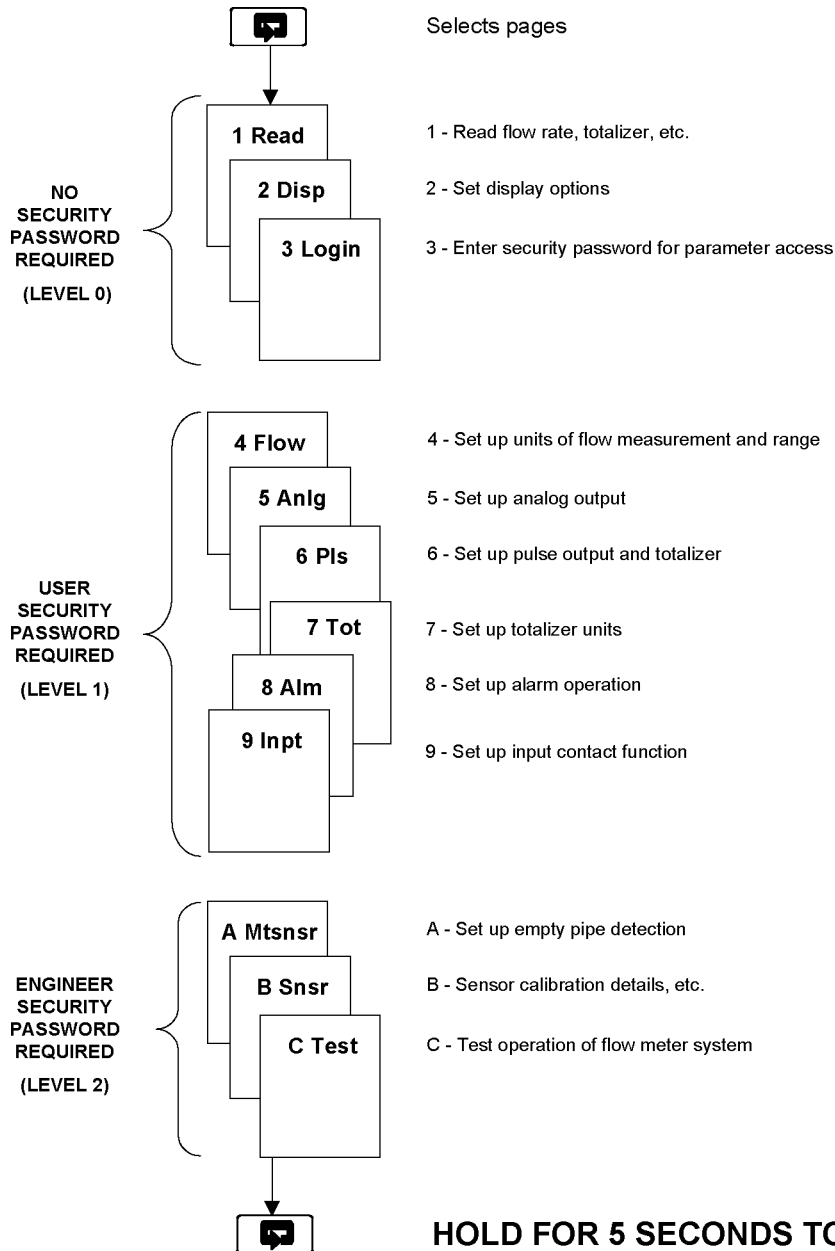 Selects pages
1 Read
1 - Read flow rate, totalizer, etc.
2 Disp
2 - Set display options
3 Login
3 - Enter security password for parameter access
NO
SECURITY
PASSWORD
REQUIRED
(LEVEL 0)
4 Flow
4 - Set up units of flow measurement and range
5 Anlg
5 - Set up analog output
6 Pls
6 - Set up pulse output and totalizer
7 Tot
7 - Set up totalizer units
8 Alm
8 - Set up alarm operation
9 Inpt
9 - Set up input contact function
USER
SECURITY
PASSWORD
REQUIRED
(LEVEL 1)
A Mtsnsr
A - Set up empty pipe detection
B Snsr
B - Sensor calibration details, etc.
C Test
C - Test operation of flow meter system
ENGINEER
SECURITY
PASSWORD
REQUIRED
(LEVEL 2)
HOLD FOR 5 SECONDS TO